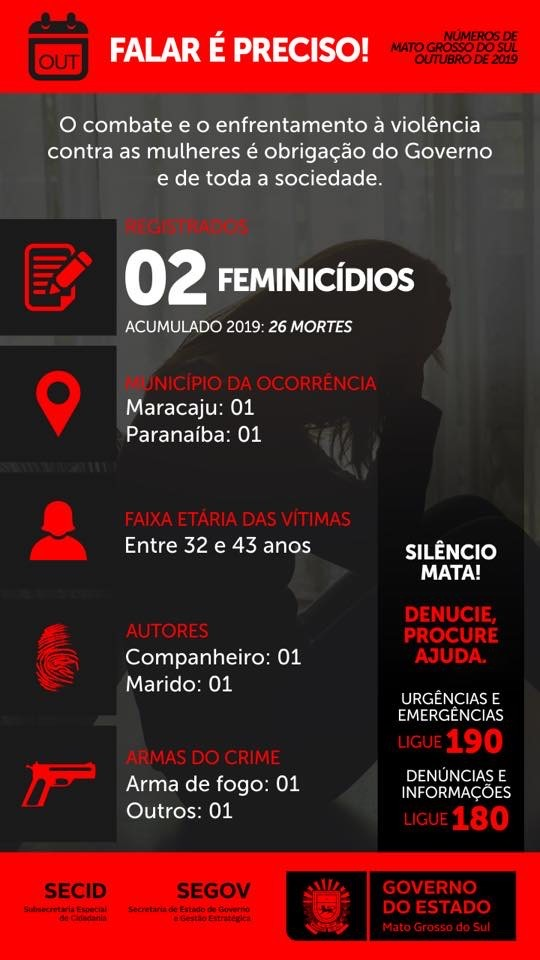 OUT
FALAR É PRECISO!
NÚMEROS DE
MATO GROSSO DO SUL
OUTUBRO DE 2019
O combate e o enfrentamento à violência
contra as mulheres é obrigação do Governo
e de toda a sociedade.
REGISTRADOS
02 FEMINICÍDIOS
ACUMULADO 2019: 26 MORTES
MUNICÍPIO DA OCORRÊNCIA
Maracaju: 01
Paranaíba: 01
FAIXA ETÁRIA DAS VÍTIMAS
Entre 32 e 43 anos
AUTORES
Companheiro: 01
Marido: 01
ARMAS DO CRIME
Arma de fogo: 01
Outros: 01
SILÊNCIO
MATA!
DENUCIE,
PROCURE
AJUDA.
URGÊNCIAS E
EMERGÊNCIAS
LIGUE 190
DENÚNCIAS E
INFORMAÇÕES
LIGUE 180
SECID
Subsecretaria Especial
de Cidadania
SEGOV
Secretaria de Estado de Governo
e Gestão Estratégica
GOVERNO
DO ESTADO
Mato Grosso do Sul